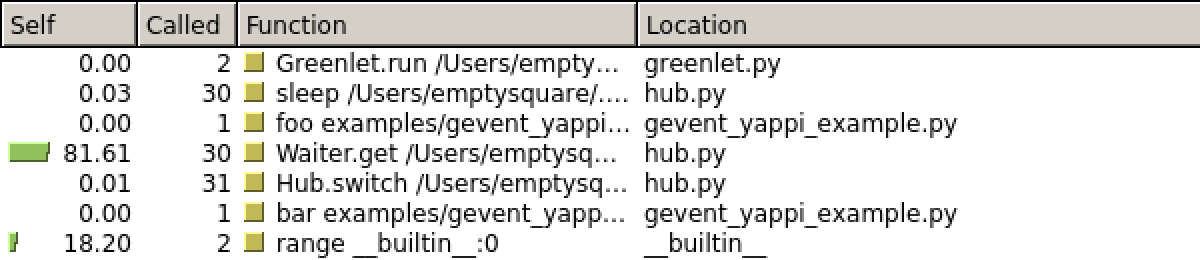 Self Called Function Location
0.00 2 Greenlet.run /Users/empty... greenlet.py
0.03 30 sleep /Users/emptysquare/.... hub.py
0.00 1 foo examples/gevent_yappi... gevent_yappi_example.py
81.61 30 Waiter.get /Users/emptysq... hub.py
0.01 31 Hub.switch /Users/emptysq... hub.py
0.00 1 bar examples/gevent_yapp... gevent_yappi_example.py
18.20 2 range __builtin__:0 __builtin__